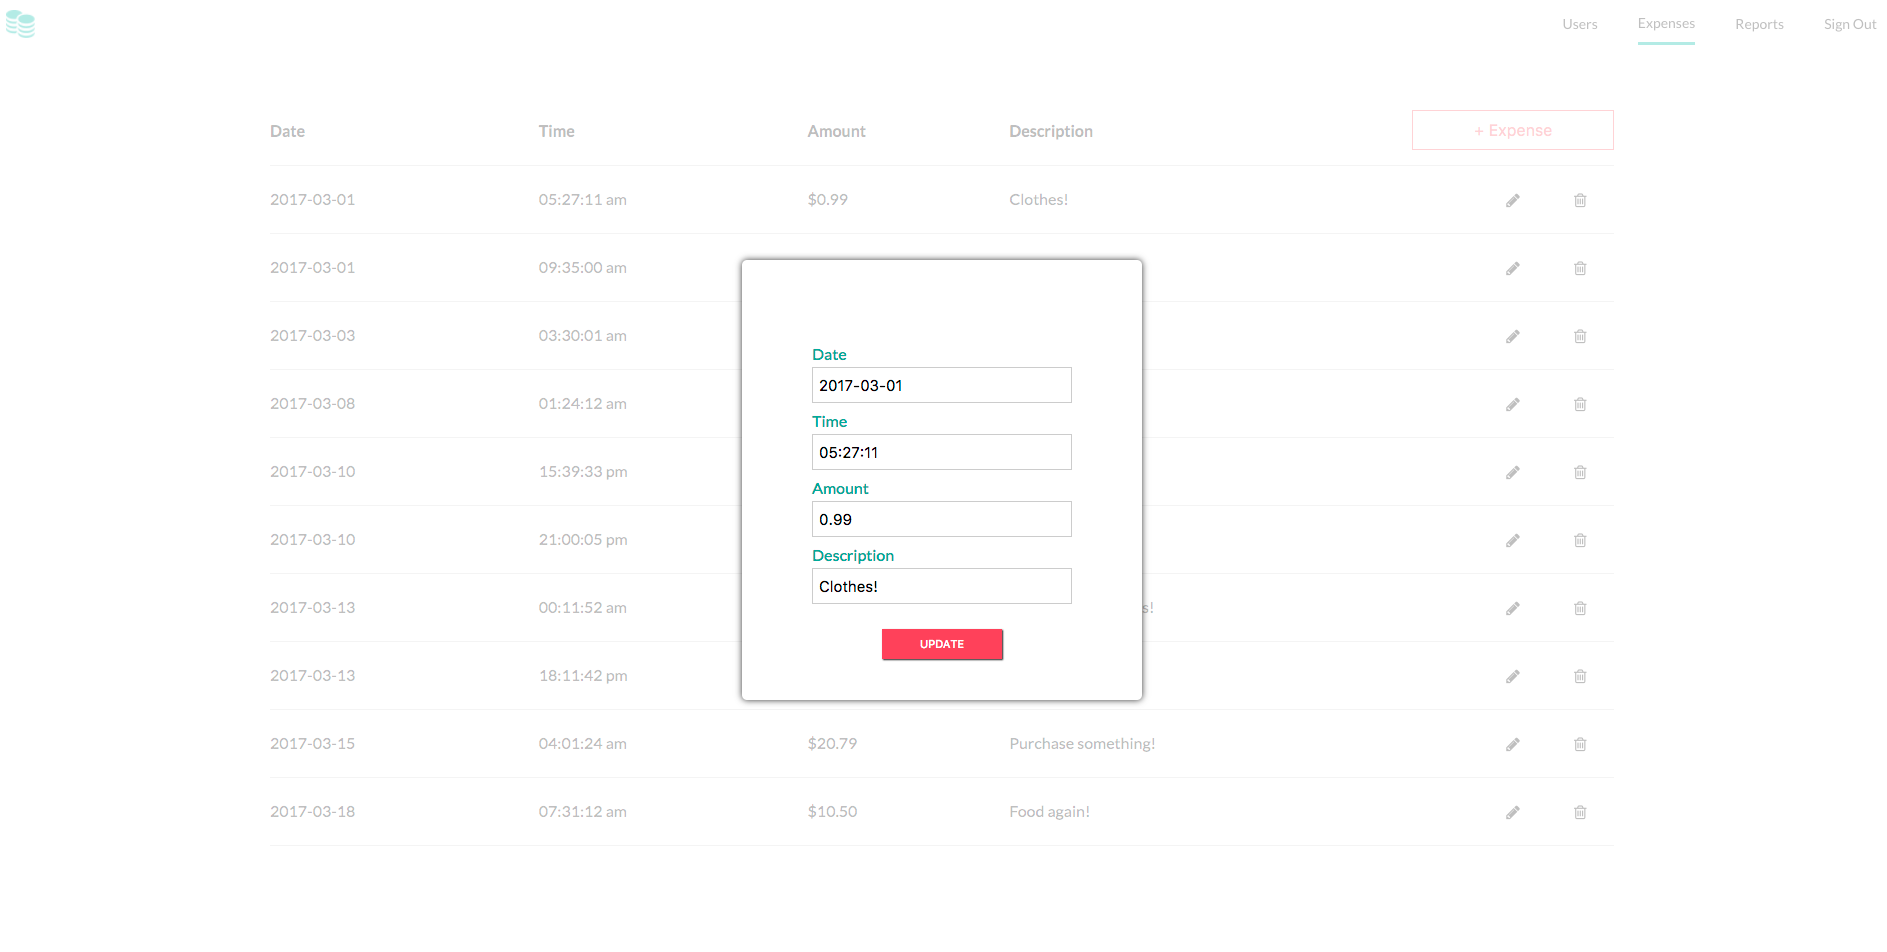 Users Expenses Reports Sign Out
Date Time Amount Description + Expense
2017-03-01 05:27:11 am $0.99 Clothes!
2017-03-01 09:35:00 am
2017-03-03 03:30:01 am
2017-03-08 01:24:12 am
2017-03-10 15:39:33 pm
2017-03-10 21:00:05 pm
2017-03-13 00:11:52 am
2017-03-13 18:11:42 pm
2017-03-15 04:01:24 am $20.79 Purchase something!
2017-03-18 07:31:12 am $10.50 Food again!
Date
2017-03-01
Time
05:27:11
Amount
0.99
Description
Clothes!
UPDATE